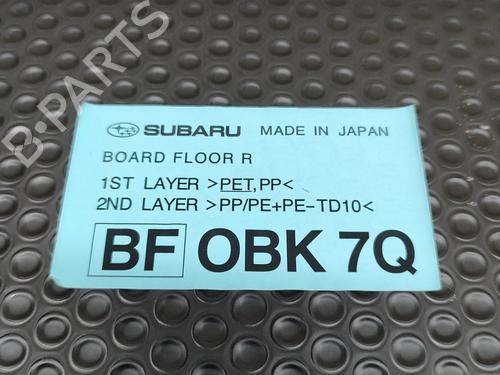 B-PARTS
SUBARU MADE IN JAPAN
BOARD FLOOR R
1ST LAYER >PET,PP<
2ND LAYER >PP/PE+PE-TD10<
BF OBK 7Q